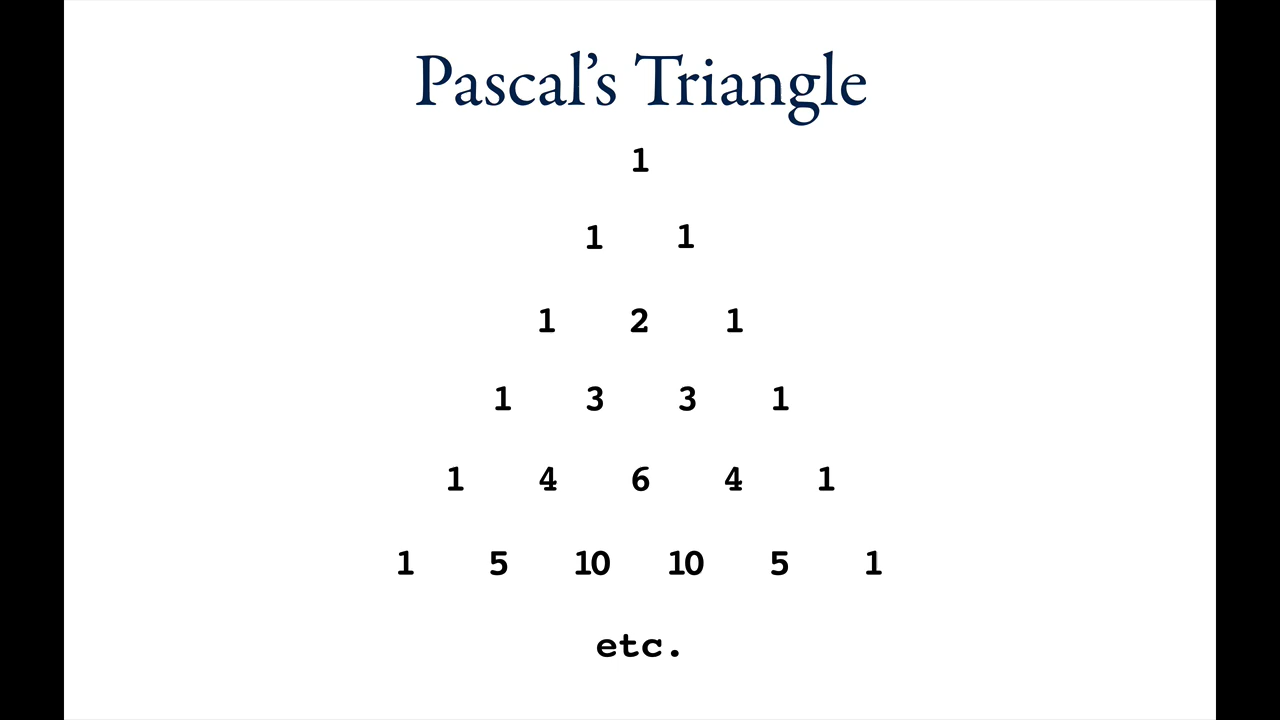 Pascal’s Triangle
1
1 1
1 2 1
1 3 3 1
1 4 6 4 1
1 5 10 10 5 1
etc.